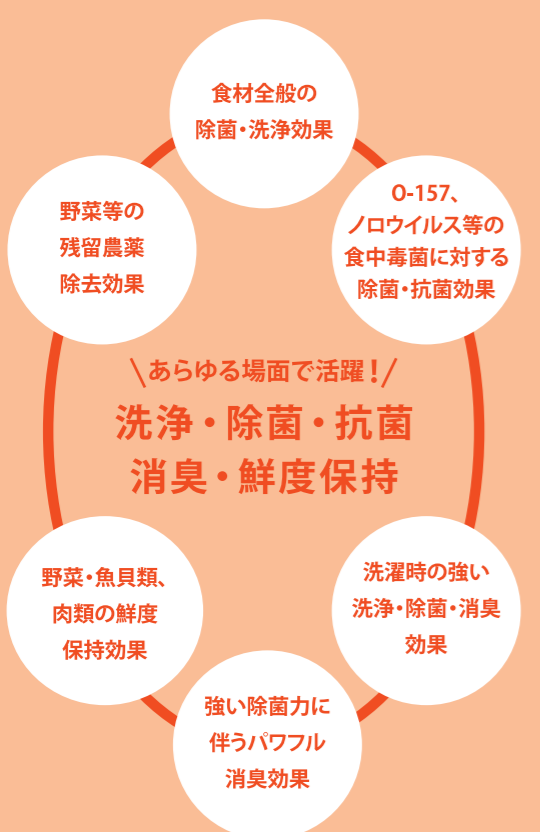 食材全般の
除菌・洗浄効果
O-157、
ノロウイルス等の
食中毒菌に対する
除菌・抗菌効果
野菜等の
残留農薬
除去効果
\あらゆる場面で活躍!/
洗浄・除菌・抗菌
消臭・鮮度保持
野菜・魚貝類、
肉類の鮮度
保持効果
洗濯時の強い
洗浄・除菌・消臭
効果
強い除菌力に
伴うパワフル
消臭効果